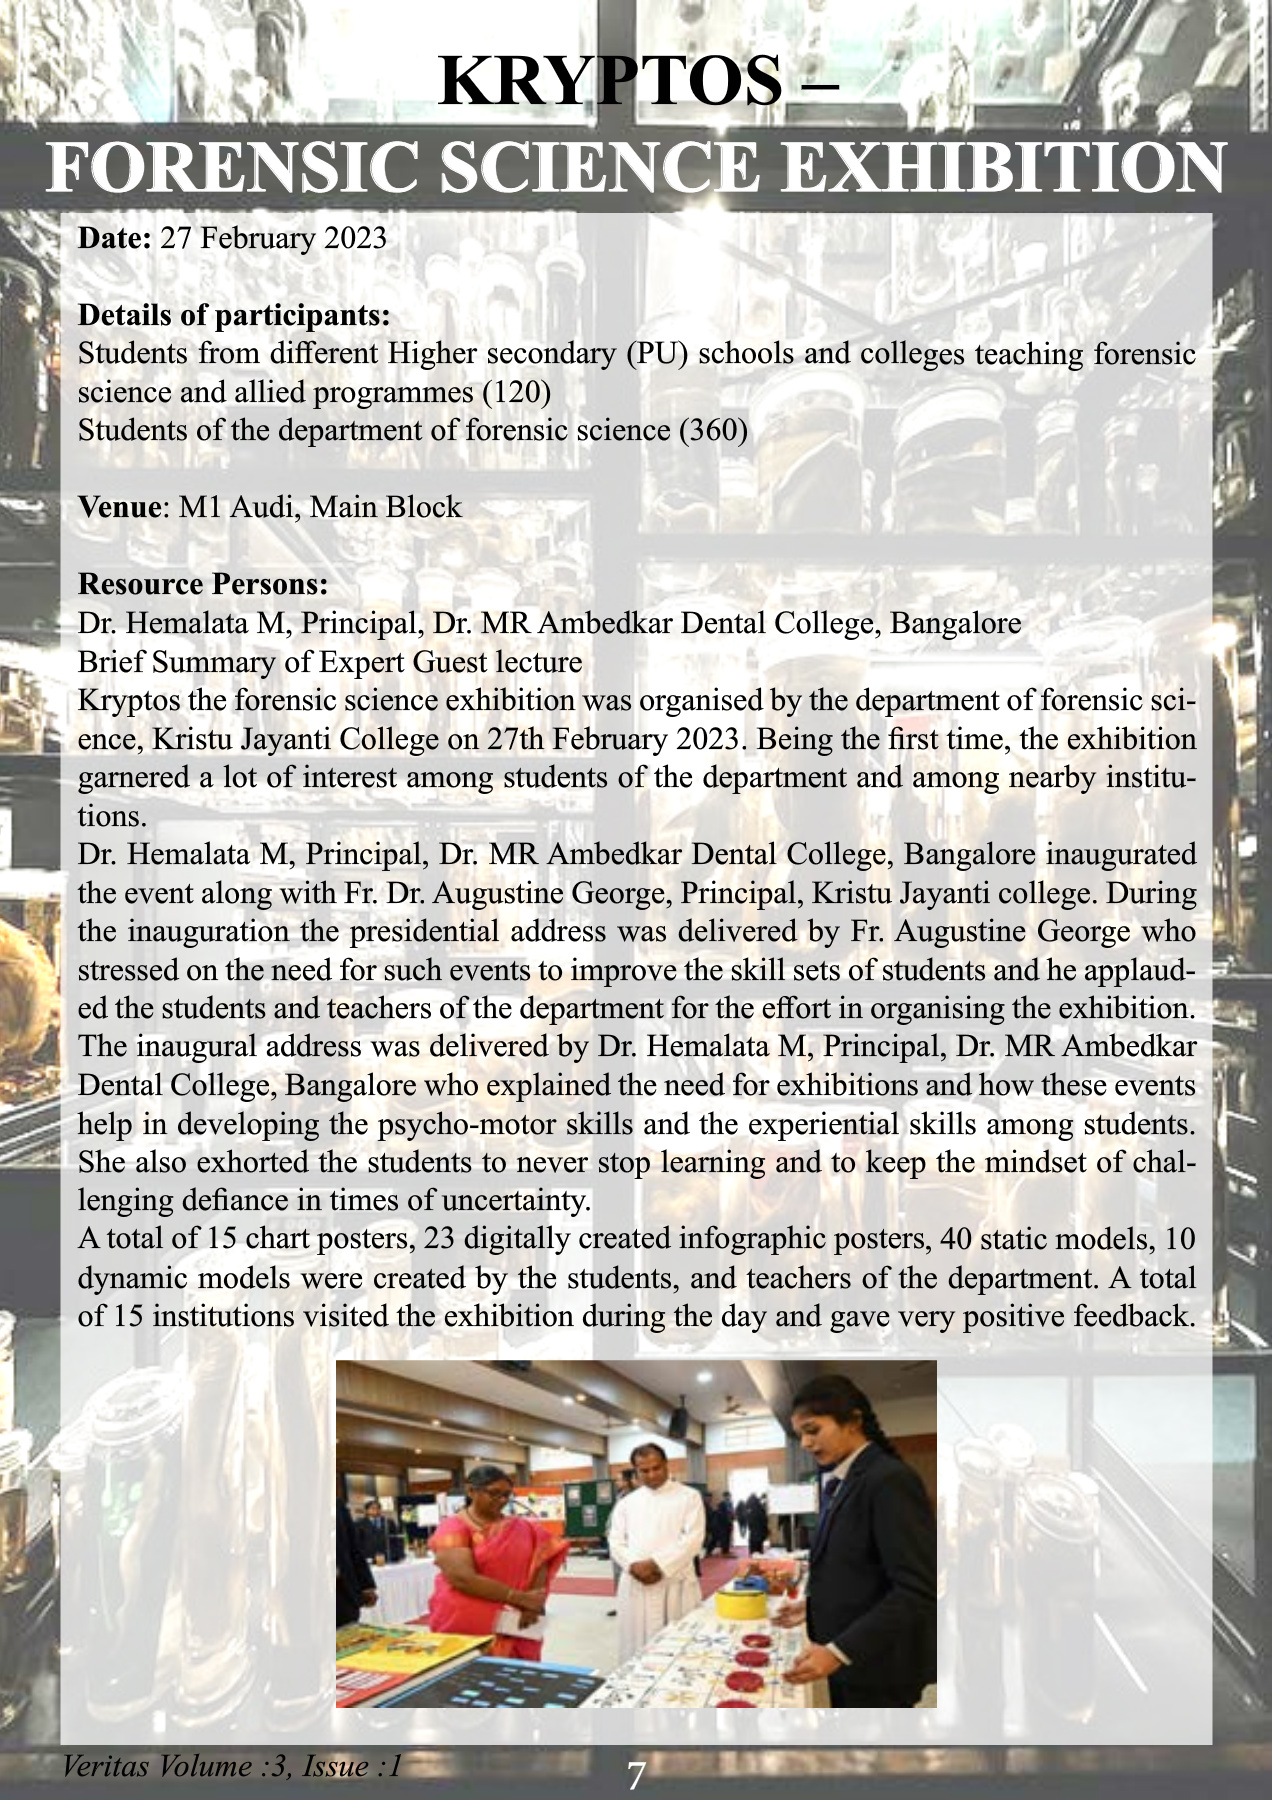 KRYPTOS –
FORENSIC SCIENCE EXHIBITION
Date: 27 February 2023
Details of participants:
Students from different Higher secondary (PU) schools and colleges teaching forensic
science and allied programmes (120)
Students of the department of forensic science (360)
Venue: M1 Audi, Main Block
Resource Persons:
Dr. Hemalata M, Principal, Dr. MR Ambedkar Dental College, Bangalore
Brief Summary of Expert Guest lecture
Kryptos the forensic science exhibition was organised by the department of forensic sci-
ence, Kristu Jayanti College on 27th February 2023. Being the first time, the exhibition
garnered a lot of interest among students of the department and among nearby institu-
tions.
Dr. Hemalata M, Principal, Dr. MR Ambedkar Dental College, Bangalore inaugurated
the event along with Fr. Dr. Augustine George, Principal, Kristu Jayanti college. During
the inauguration the presidential address was delivered by Fr. Augustine George who
stressed on the need for such events to improve the skill sets of students and he applaud-
ed the students and teachers of the department for the effort in organising the exhibition.
The inaugural address was delivered by Dr. Hemalata M, Principal, Dr. MR Ambedkar
Dental College, Bangalore who explained the need for exhibitions and how these events
help in developing the psycho-motor skills and the experiential skills among students.
She also exhorted the students to never stop learning and to keep the mindset of chal-
lenging defiance in times of uncertainty.
A total of 15 chart posters, 23 digitally created infographic posters, 40 static models, 10
dynamic models were created by the students, and teachers of the department. A total
of 15 institutions visited the exhibition during the day and gave very positive feedback.
Veritas Volume :3, Issue :1
7